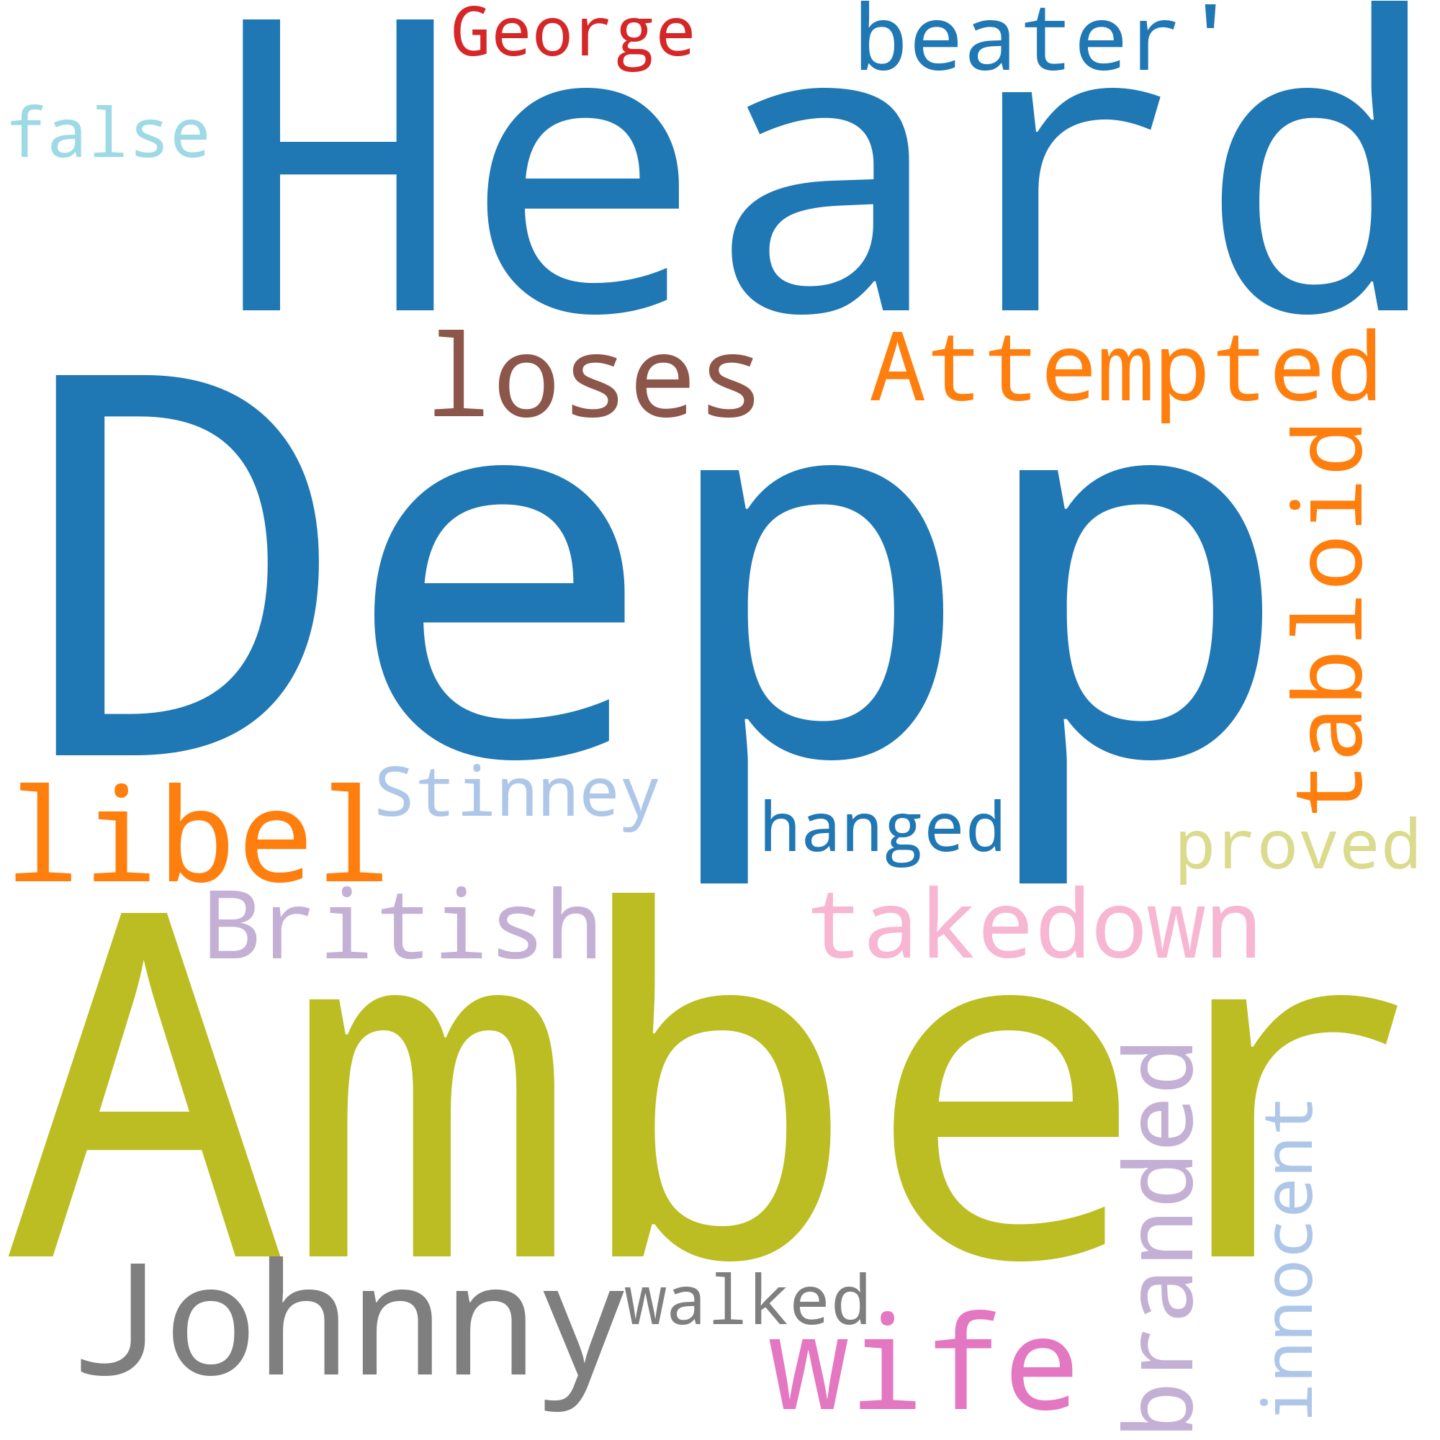 George
beater'
Heard
false
loses
Attempted
Depp
tabloid
libel
Stinney
hanged
proved
British
takedown
Amber
branded
innocent
Johnny
walked
wife